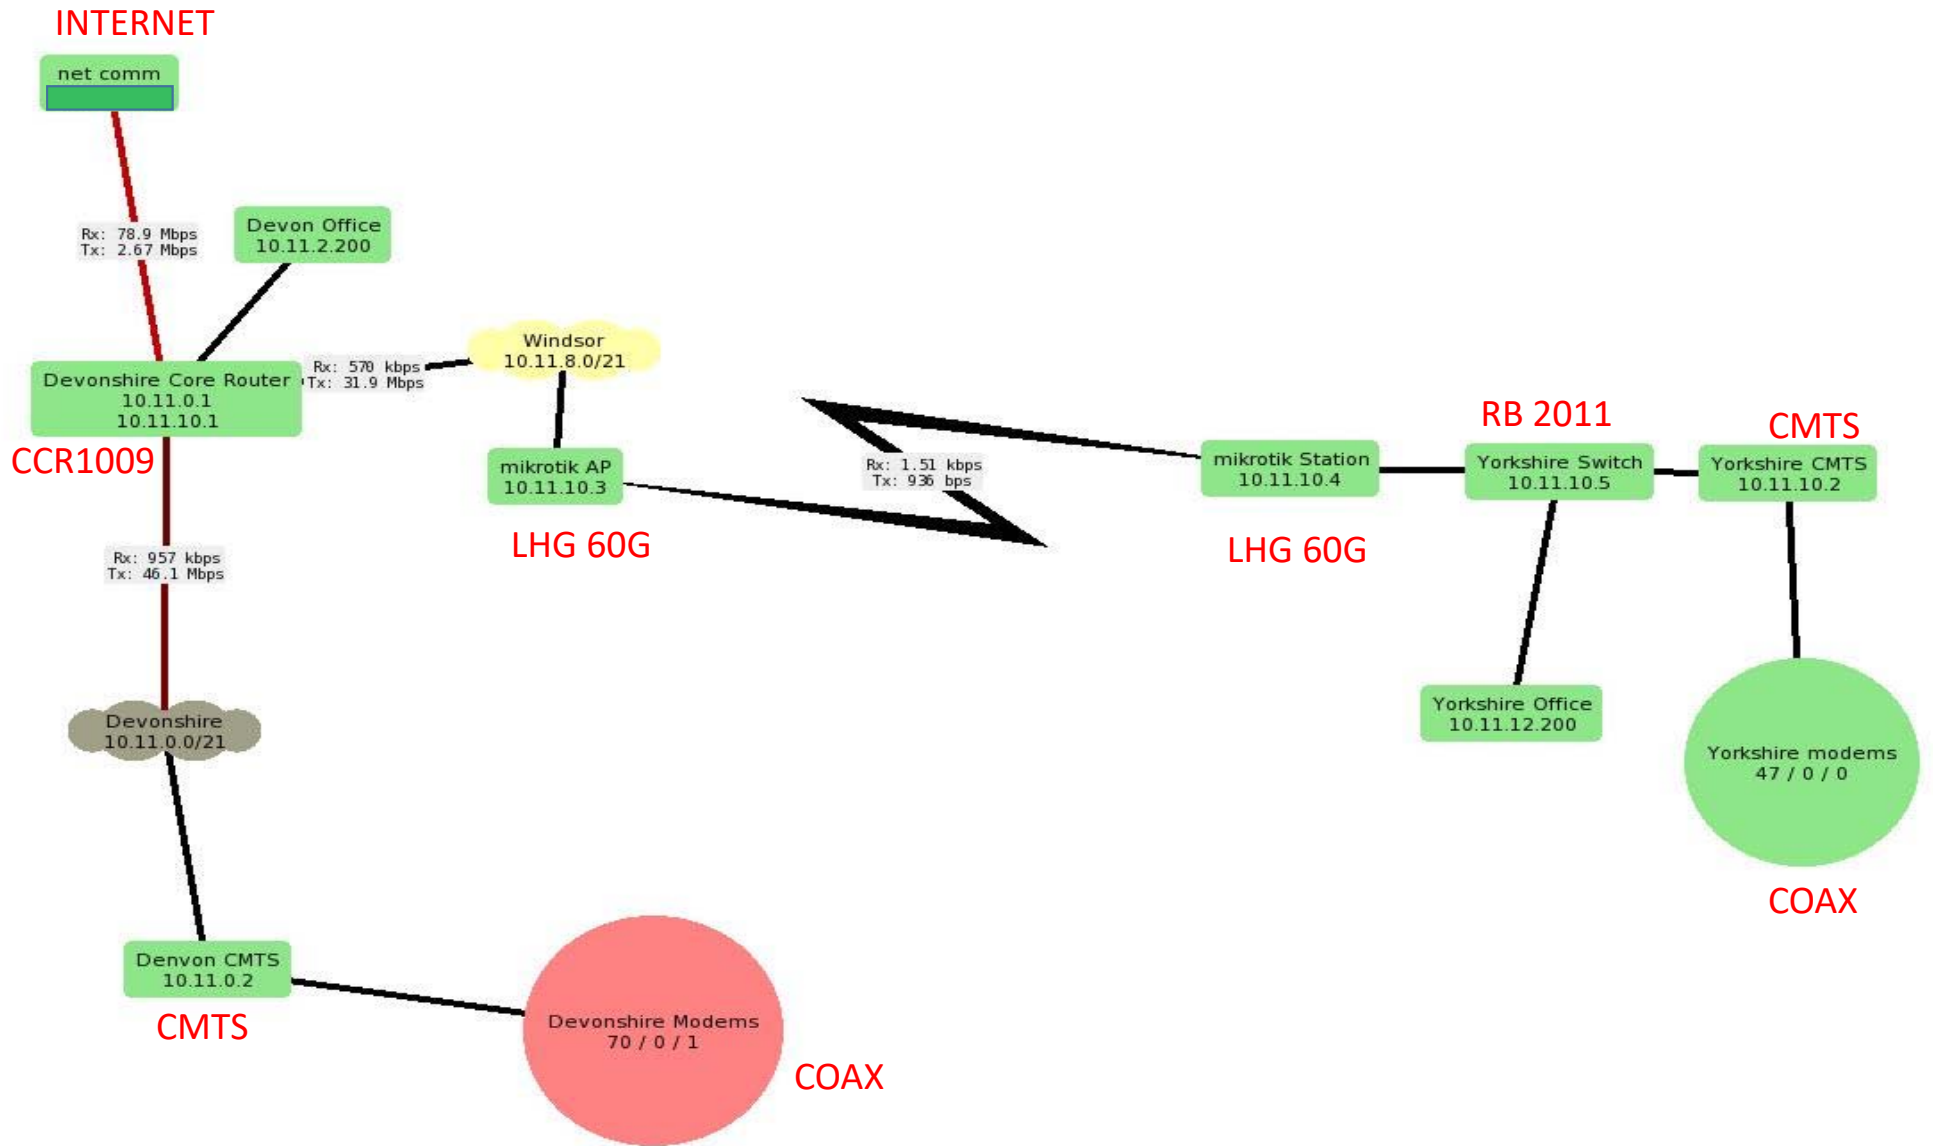 INTERNET
net comm
Rx: 78.9 Mbps
Tx: 2.67 Mbps
Devon Office
10.11.2.200
Devonshire Core Router
10.11.0.1
10.11.10.1
CCR1009
Rx: 570 kbps
Tx: 31.9 Mbps
Windsor
10.11.8.0/21
mikrotik AP
10.11.10.3
LHG 60G
Rx: 1.51 kbps
Tx: 936 bps
mikrotik Station
10.11.10.4
LHG 60G
RB 2011
Yorkshire Switch
10.11.10.5
CMTS
Yorkshire CMTS
10.11.10.2
Yorkshire Office
10.11.12.200
Yorkshire modems
47 / 0 / 0
COAX
Rx: 957 kbps
Tx: 46.1 Mbps
Devonshire
10.11.0.0/21
Denvon CMTS
10.11.0.2
CMTS
Devonshire Modems
70 / 0 / 1
COAX